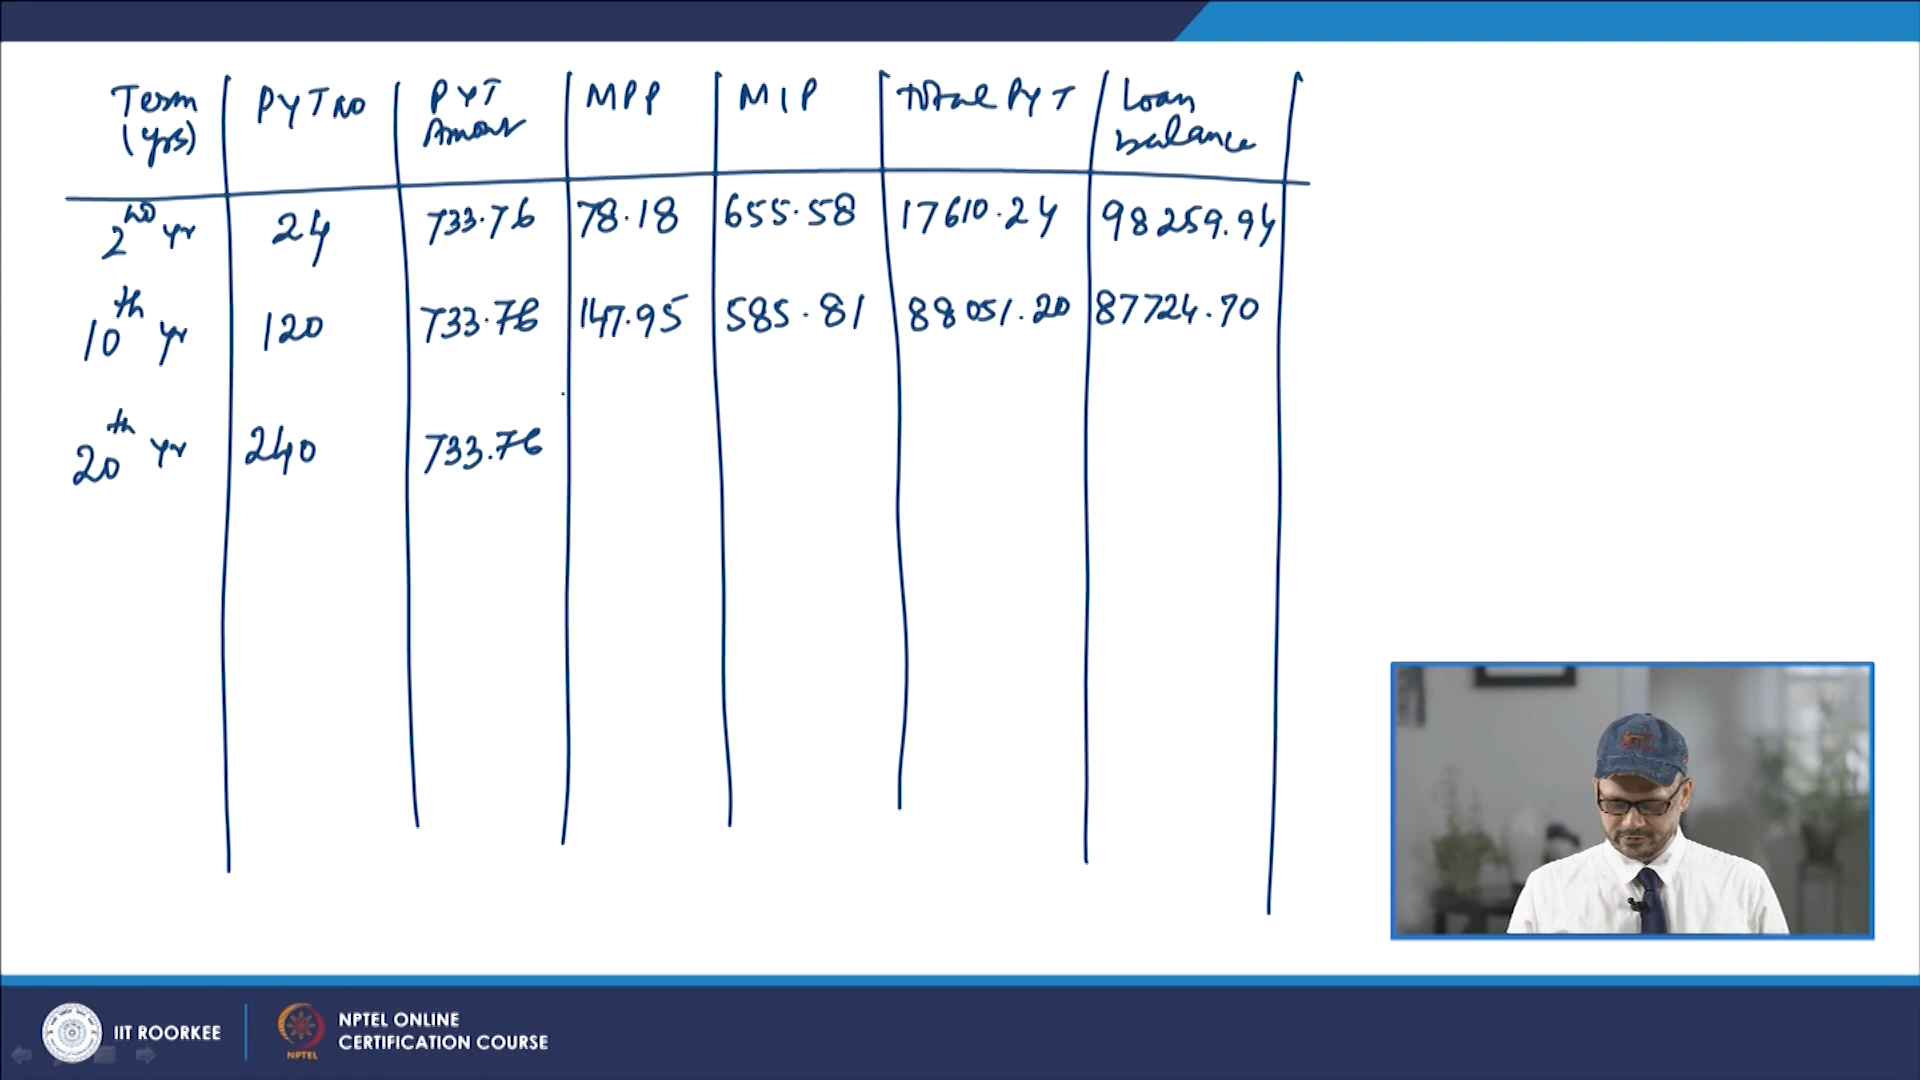 Term (yrs) PYT NO PYT Amount MPP MIP Total PYT Loan balance
2nd yr 24 733.76 78.18 655.58 17610.24 98259.94
10th yr 120 733.76 147.95 585.81 88051.20 87724.70
20th yr 240 733.76
IIT ROORKEE
NPTEL
NPTEL ONLINE
CERTIFICATION COURSE